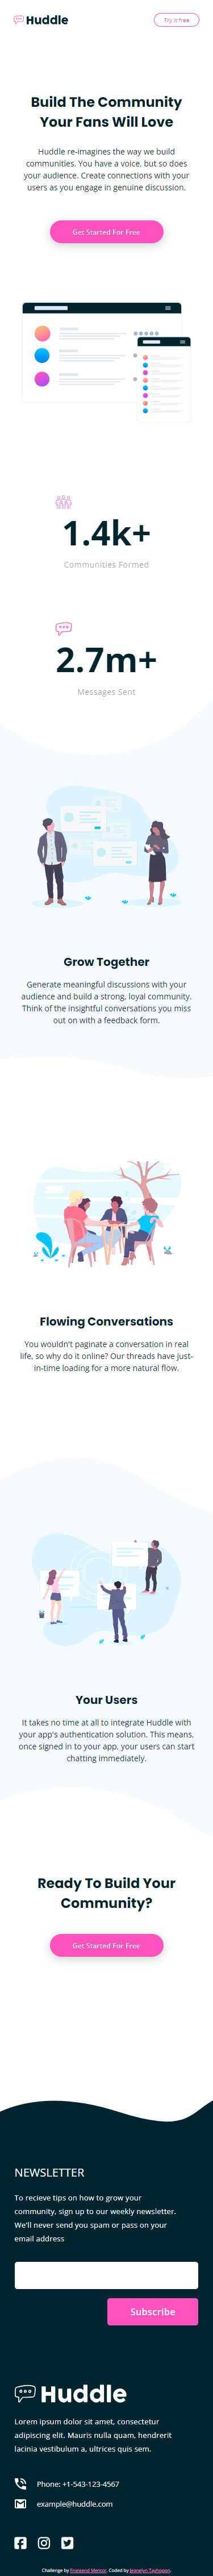 Huddle
Try it free
Build The Community
Your Fans Will Love
Huddle re-imagines the way we build
communities. You have a voice, but so does
your audience. Create connections with your
users as you engage in genuine discussion.
Get Started For Free
1.4k+
Communities Formed
2.7m+
Messages Sent
Grow Together
Generate meaningful discussions with your
audience and build a strong, loyal community.
Think of the insightful conversations you miss
out on with a feedback form.
Flowing Conversations
You wouldn't paginate a conversation in real
life, so why do it online? Our threads have just-
in-time loading for a more natural flow.
Your Users
It takes no time at all to integrate Huddle with
your app's authentication solution. This means,
once signed in to your app, your users can start
chatting immediately.
Ready To Build Your
Community?
Get Started For Free
NEWSLETTER
To recieve tips on how to grow your
community, sign up to our weekly newsletter.
We'll never send you spam or pass on your
email address
Subscribe
Huddle
Lorem ipsum dolor sit amet, consectetur
adipiscing elit. Mauris nulla quam, hendrerit
lacinia vestibulum a, ultrices quis sem.
Phone: +1-543-123-4567
example@huddle.com
Challenge by Frontend Mentor. Coded by